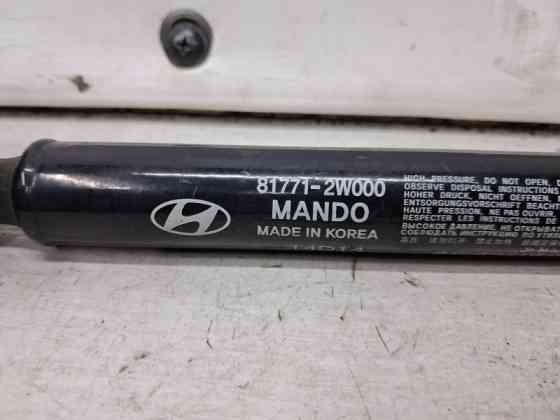 81771-2W000
MANDO
MADE IN KOREA
HIGH PRESSURE, DO NOT OPEN
OBSERVE DISPOSAL INSTRUCTIONS
HOHER DRUCK, NICHT OEFFNEN,
ENTSORGUNGSVORSCHRIFT BEACHT
HAUTE PRESSION, NE PAS OUVRIR
RESPECTER LES INSTRUCTIONS DE
ВЫСОКОЕ ДАВЛЕНИЕ, НЕ ОТКРЫВАТ